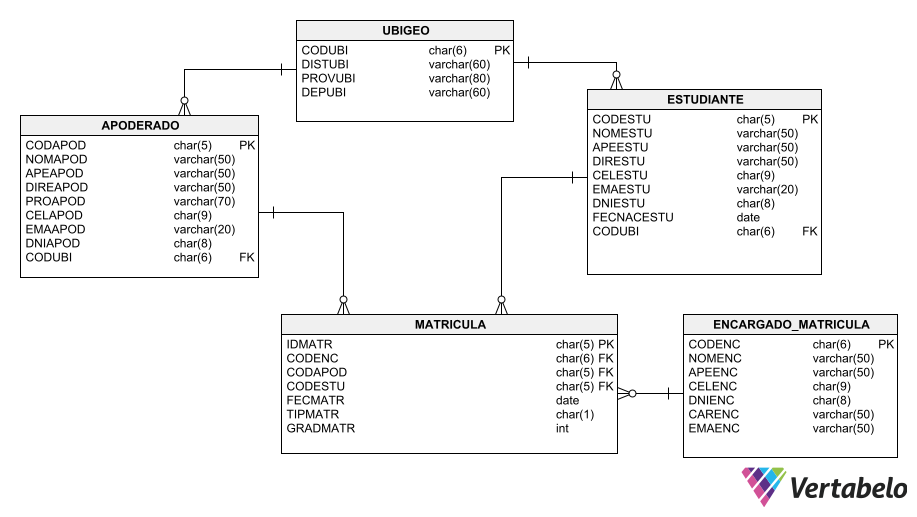 UBIGEO
CODUBI char(6) PK
DISTUBI varchar(60)
PROVUBI varchar(80)
DEPUBI varchar(60)
ESTUDIANTE
CODESTU char(5) PK
NOMESTU varchar(50)
APEESTU varchar(50)
DIRESTU varchar(50)
CELESTU char(9)
EMAESTU varchar(20)
DNIESTU char(8)
FECNACESTU date
CODUBI char(6) FK
APODERADO
CODAPOD char(5) PK
NOMAPOD varchar(50)
APEAPOD varchar(50)
DIREAPOD varchar(50)
PROAPOD varchar(70)
CELAPOD char(9)
EMAAPOD varchar(20)
DNIAPOD char(8)
CODUBI char(6) FK
MATRICULA
IDMATR char(5) PK
CODENC char(6) FK
CODAPOD char(5) FK
CODESTU char(5) FK
FECMATR date
TIPMATR char(1)
GRADMATR int
ENCARGADO_MATRICULA
CODENC char(6) PK
NOMENC varchar(50)
APEENC varchar(50)
CELENC char(9)
DNIENC char(8)
CARENC varchar(50)
EMAENC varchar(50)
Vertabelo